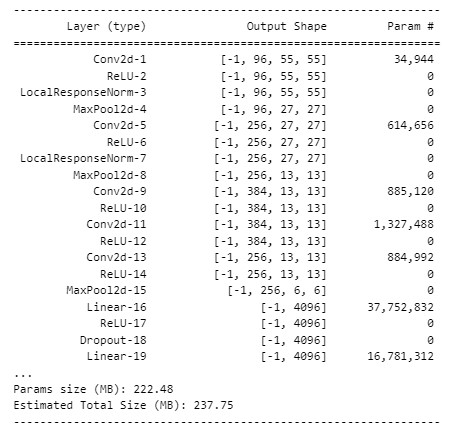 ----------------------------------------------------------------
Layer (type) Output Shape Param #
================================================================
Conv2d-1 [-1, 96, 55, 55] 34,944
ReLU-2 [-1, 96, 55, 55] 0
LocalResponseNorm-3 [-1, 96, 55, 55] 0
MaxPool2d-4 [-1, 96, 27, 27] 0
Conv2d-5 [-1, 256, 27, 27] 614,656
ReLU-6 [-1, 256, 27, 27] 0
LocalResponseNorm-7 [-1, 256, 27, 27] 0
MaxPool2d-8 [-1, 256, 13, 13] 0
Conv2d-9 [-1, 384, 13, 13] 885,120
ReLU-10 [-1, 384, 13, 13] 0
Conv2d-11 [-1, 384, 13, 13] 1,327,488
ReLU-12 [-1, 384, 13, 13] 0
Conv2d-13 [-1, 256, 13, 13] 884,992
ReLU-14 [-1, 256, 13, 13] 0
MaxPool2d-15 [-1, 256, 6, 6] 0
Linear-16 [-1, 4096] 37,752,832
ReLU-17 [-1, 4096] 0
Dropout-18 [-1, 4096] 0
Linear-19 [-1, 4096] 16,781,312
...
Params size (MB): 222.48
Estimated Total Size (MB): 237.75
----------------------------------------------------------------